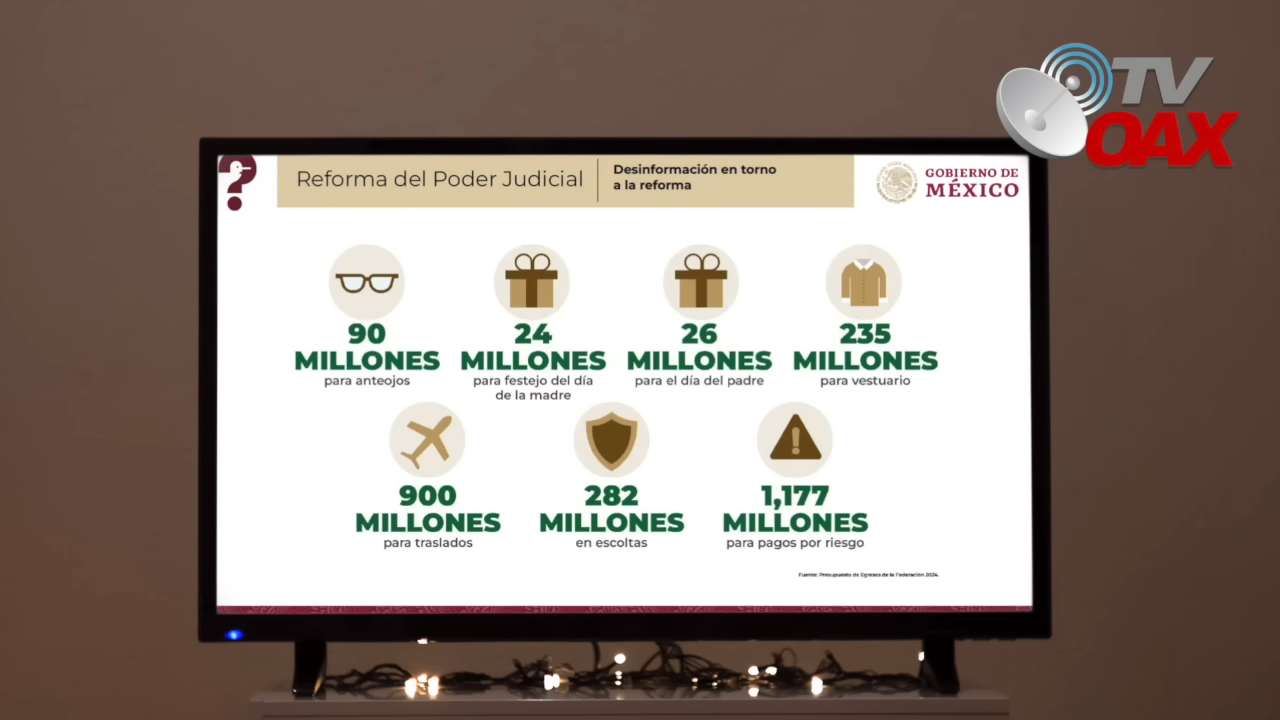 TV
OAX
Reforma del Poder Judicial
Desinformación en torno
a la reforma
GOBIERNO DE
MÉXICO
90
MILLONES
para anteojos
24
MILLONES
para festejo del día
de la madre
26
MILLONES
para el día del padre
235
MILLONES
para vestuario
900
MILLONES
para traslados
282
MILLONES
en escoltas
1,177
MILLONES
para pagos por riesgo
Fuente: Presupuesto de Egresos de la Federación 2024.